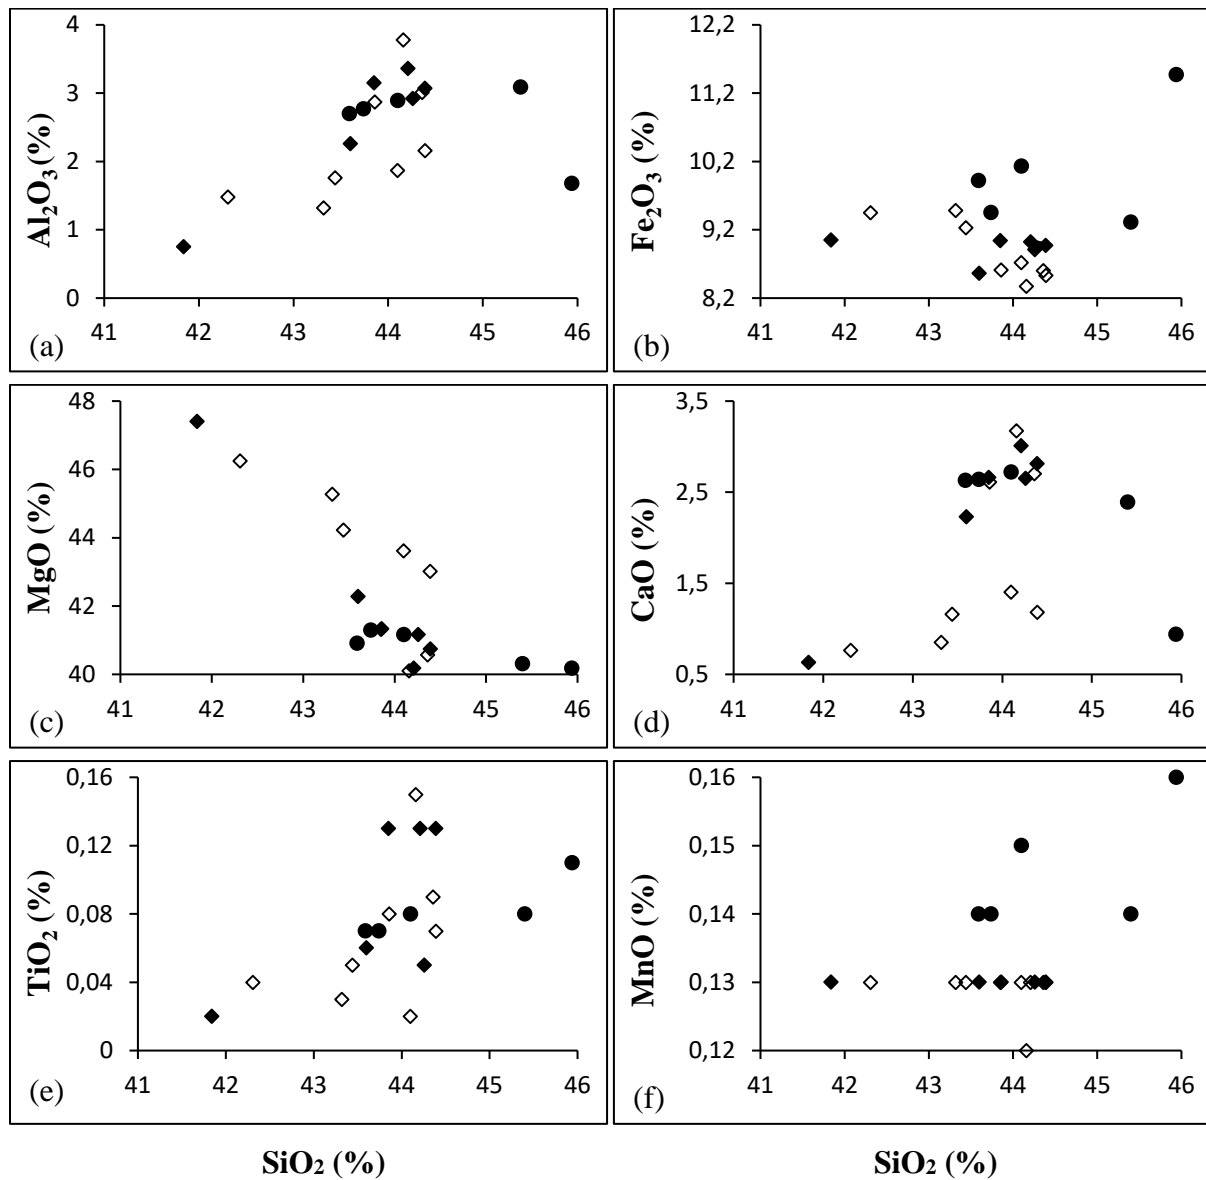 4
3
2
1
0
Al₂O₃ (%)
41 42 43 44 45 46
(a)
12,2
11,2
10,2
9,2
8,2
Fe₂O₃ (%)
41 42 43 44 45 46
(b)
48
46
44
42
40
MgO (%)
41 42 43 44 45 46
(c)
3,5
2,5
1,5
0,5
CaO (%)
41 42 43 44 45 46
(d)
0,16
0,12
0,08
0,04
0
TiO₂ (%)
41 42 43 44 45 46
(e)
0,16
0,15
0,14
0,13
0,12
MnO (%)
41 42 43 44 45 46
(f)
SiO₂ (%)
SiO₂ (%)